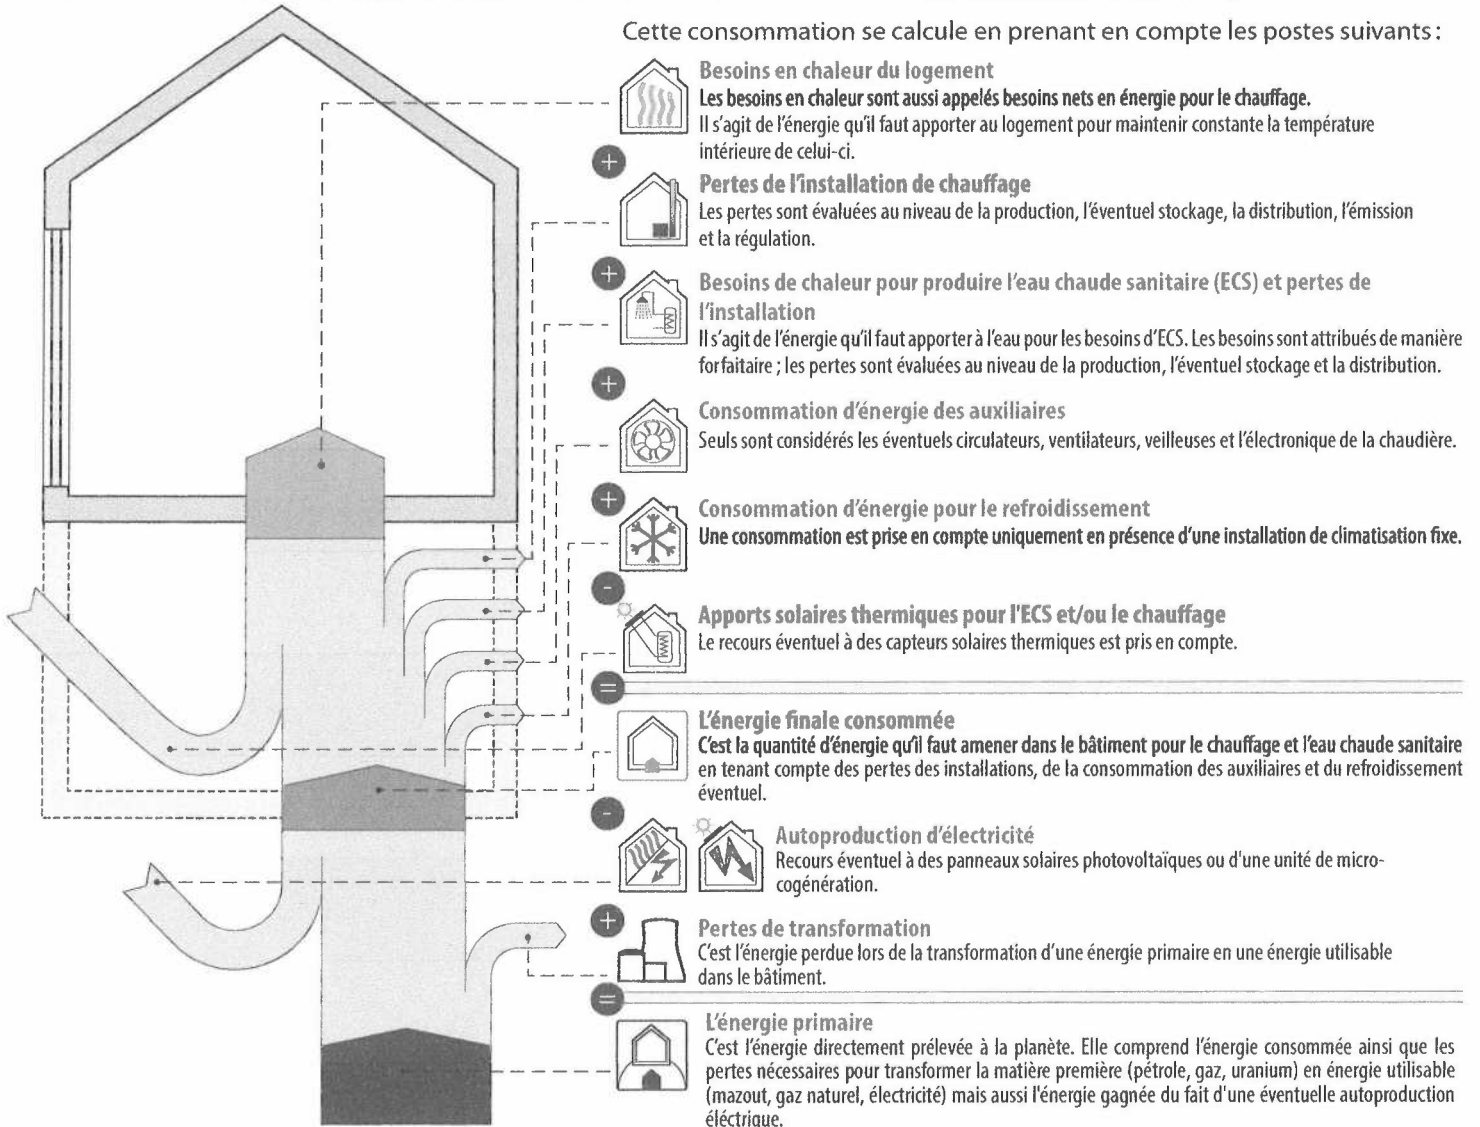 Cette consommation se calcule en prenant en compte les postes suivants :
Besoins en chaleur du logement
Les besoins en chaleur sont aussi appelés besoins nets en énergie pour le chauffage.
Il s'agit de l'énergie qu'il faut apporter au logement pour maintenir constante la température
intérieure de celui-ci.
+
Pertes de l'installation de chauffage
Les pertes sont évaluées au niveau de la production, l'éventuel stockage, la distribution, l'émission
et la régulation.
+
Besoins de chaleur pour produire l'eau chaude sanitaire (ECS) et pertes de
l'installation
Il s'agit de l'énergie qu'il faut apporter à l'eau pour les besoins d'ECS. Les besoins sont attribués de manière
forfaitaire ; les pertes sont évaluées au niveau de la production, l'éventuel stockage et la distribution.
+
Consommation d'énergie des auxiliaires
Seuls sont considérés les éventuels circulateurs, ventilateurs, veilleuses et l'électronique de la chaudière.
+
Consommation d'énergie pour le refroidissement
Une consommation est prise en compte uniquement en présence d'une installation de climatisation fixe.
-
Apports solaires thermiques pour l'ECS et/ou le chauffage
Le recours éventuel à des capteurs solaires thermiques est pris en compte.
=
L'énergie finale consommée
C'est la quantité d'énergie qu'il faut amener dans le bâtiment pour le chauffage et l'eau chaude sanitaire
en tenant compte des pertes des installations, de la consommation des auxiliaires et du refroidissement
éventuel.
-
Autoproduction d'électricité
Recours éventuel à des panneaux solaires photovoltaïques ou d'une unité de micro-
cogénération.
+
Pertes de transformation
C'est l'énergie perdue lors de la transformation d'une énergie primaire en une énergie utilisable
dans le bâtiment.
=
L'énergie primaire
C'est l'énergie directement prélevée à la planète. Elle comprend l'énergie consommée ainsi que les
pertes nécessaires pour transformer la matière première (pétrole, gaz, uranium) en énergie utilisable
(mazout, gaz naturel, électricité) mais aussi l'énergie gagnée du fait d'une éventuelle autoproduction
éléctrique.